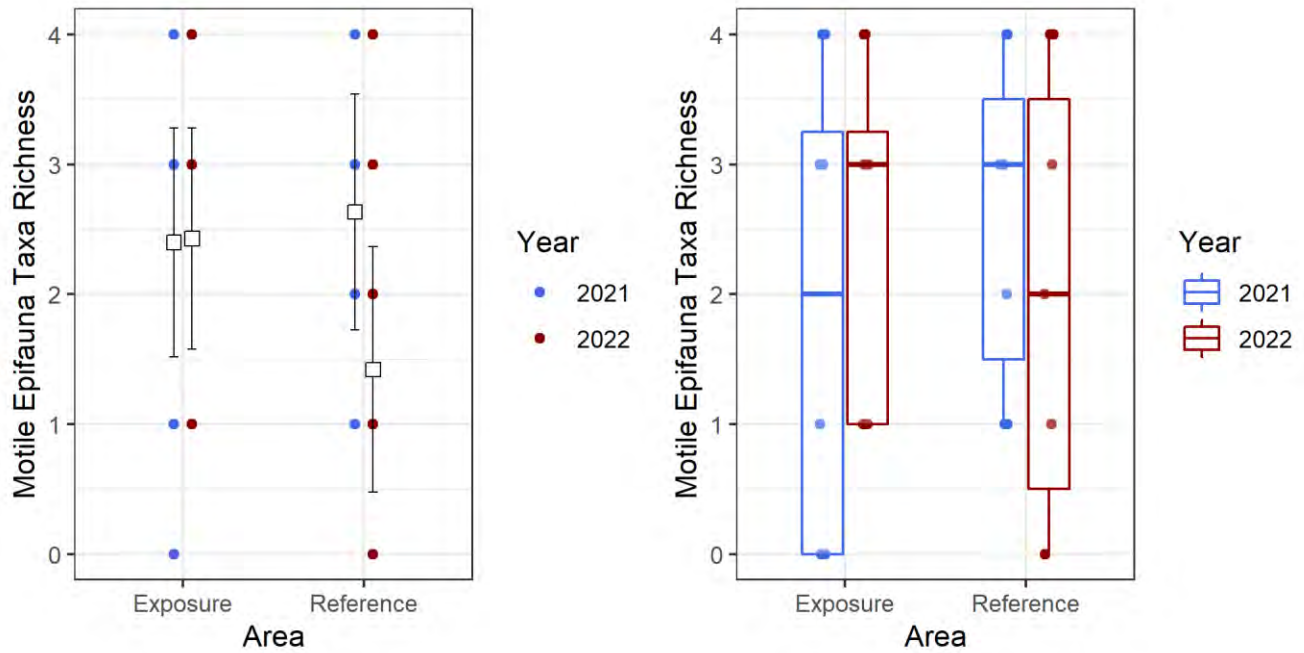 Motile Epifauna Taxa Richness
4
3
2
1
0
Exposure
Reference
Area
Year
2021
2022
Motile Epifauna Taxa Richness
4
3
2
1
0
Exposure
Reference
Area
Year
2021
2022